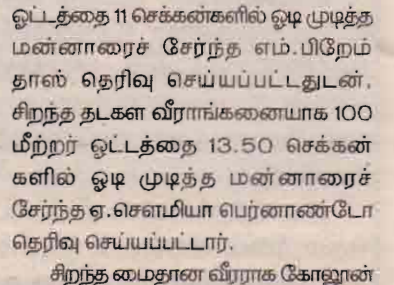 ஓட்டத்தை 11 செக்கன்களில் ஓடி முடித்த
மன்னாரைச் சேர்ந்த எம்.பிறேம்
தாஸ் தெரிவு செய்யப்பட்டதுடன்,
சிறந்த தடகள வீராங்கனையாக 100
மீற்றர் ஓட்டத்தை 13.50 செக்கன்
களில் ஓடி முடித்த மன்னாரைச்
சேர்ந்த ஏ.சௌமியா பெர்னாண்டோ
தெரிவு செய்யப்பட்டார்.
சிறந்த மைதான வீரராக கோலூன்